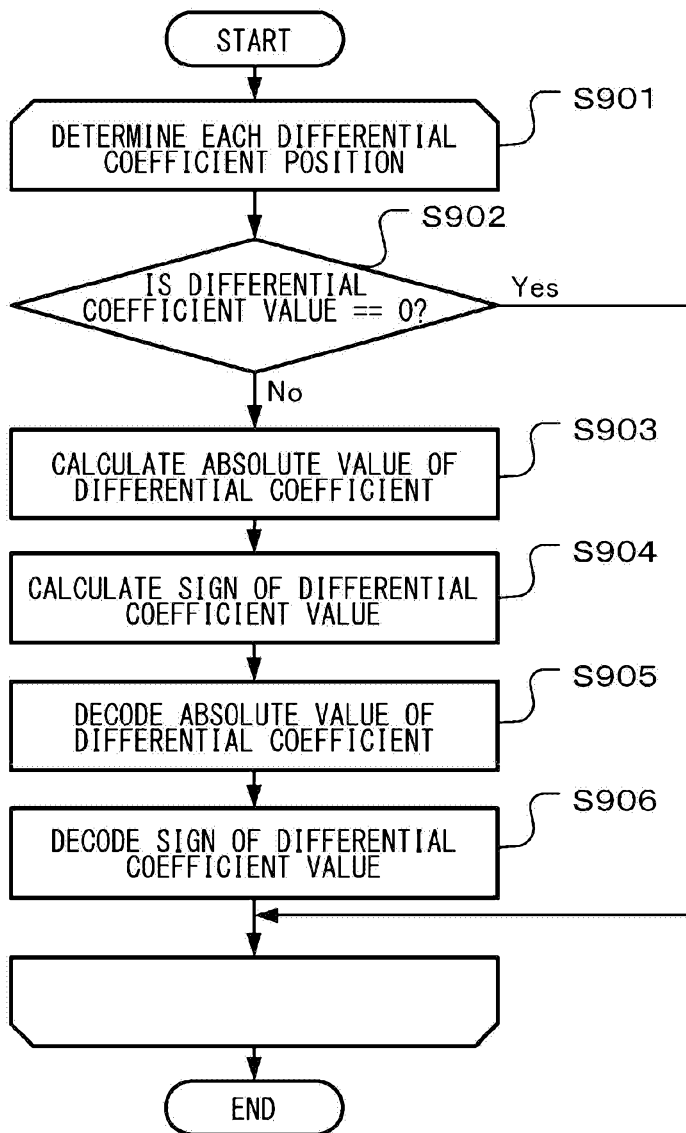 START
S901
DETERMINE EACH DIFFERENTIAL
COEFFICIENT POSITION
S902
IS DIFFERENTIAL
COEFFICIENT VALUE == 0?
Yes
No
S903
CALCULATE ABSOLUTE VALUE OF
DIFFERENTIAL COEFFICIENT
S904
CALCULATE SIGN OF DIFFERENTIAL
COEFFICIENT VALUE
S905
DECODE ABSOLUTE VALUE OF
DIFFERENTIAL COEFFICIENT
S906
DECODE SIGN OF DIFFERENTIAL
COEFFICIENT VALUE
END